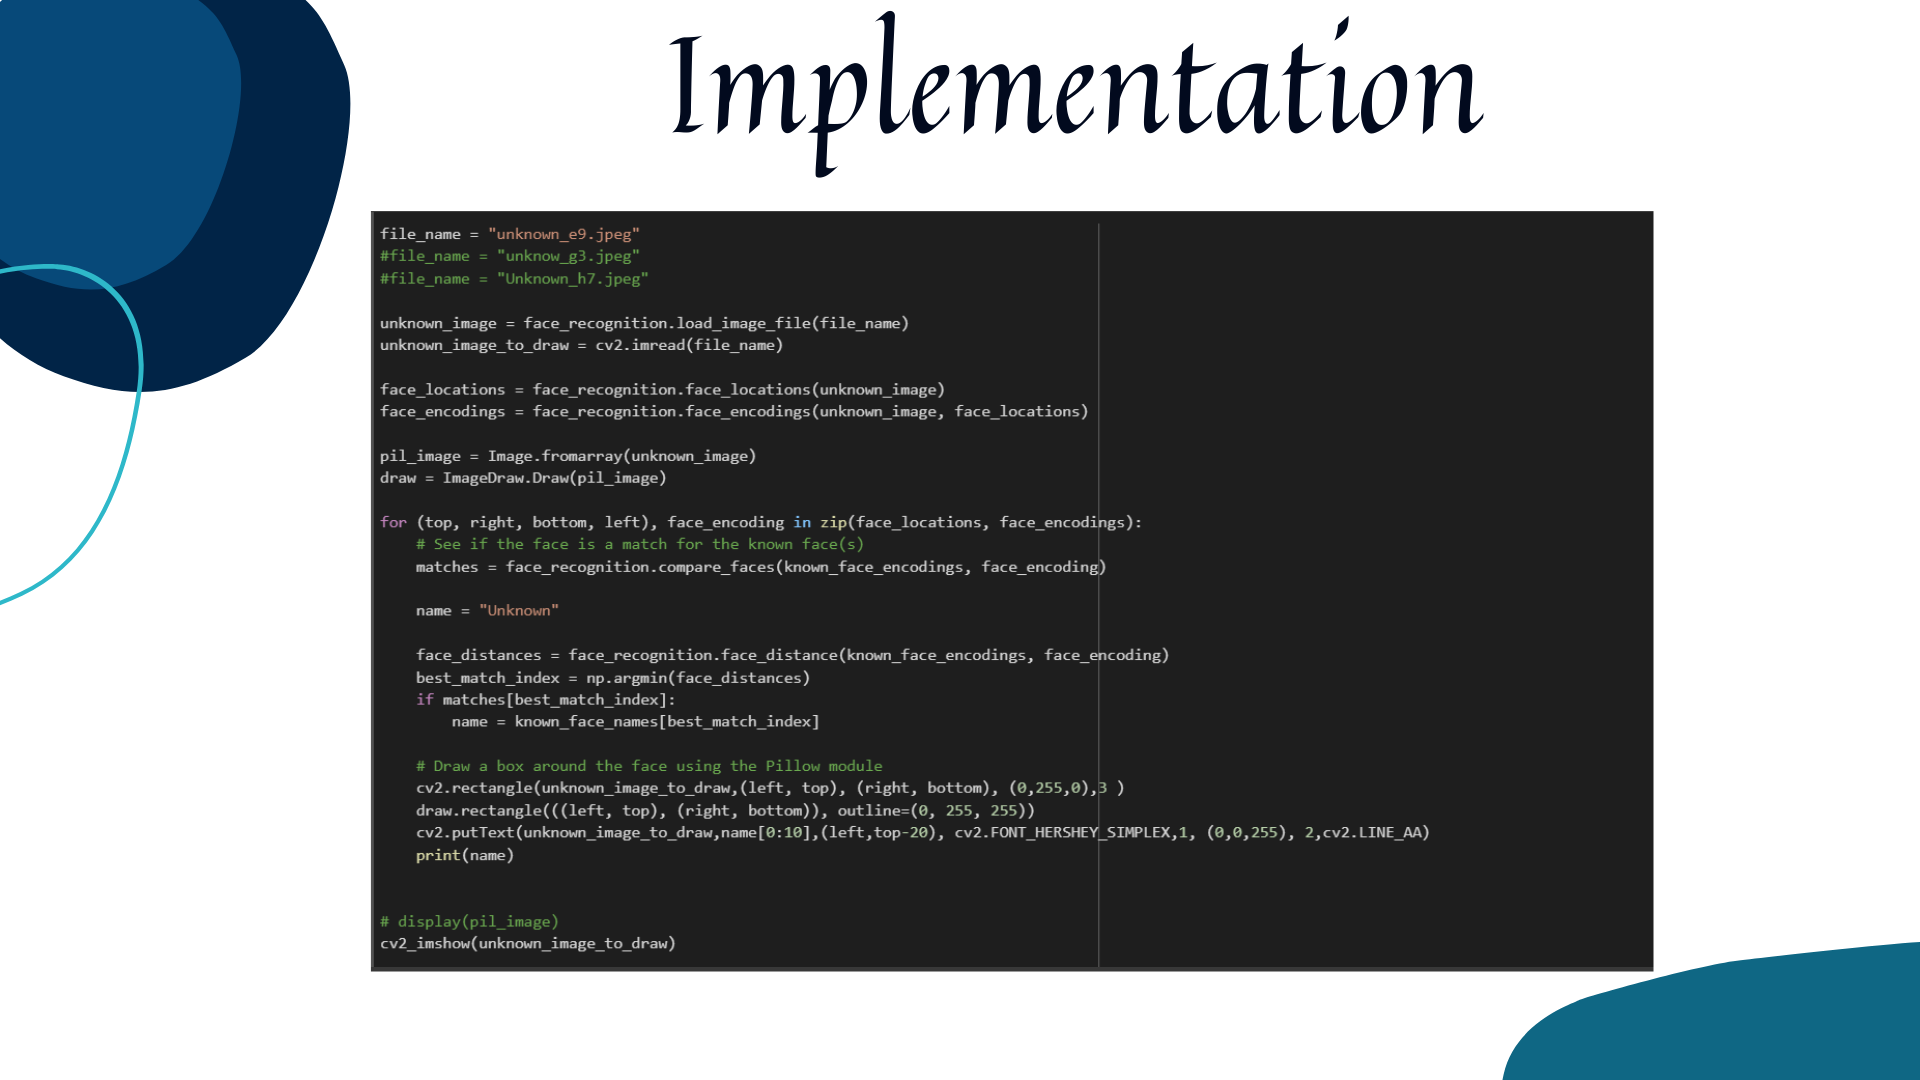 Implementation
file_name = "unknown_e9.jpeg"
#file_name = "unknow_g3.jpeg"
#file_name = "Unknown_h7.jpeg"
unknown_image = face_recognition.load_image_file(file_name)
unknown_image_to_draw = cv2.imread(file_name)
face_locations = face_recognition.face_locations(unknown_image)
face_encodings = face_recognition.face_encodings(unknown_image, face_locations)
pil_image = Image.fromarray(unknown_image)
draw = ImageDraw.Draw(pil_image)
for (top, right, bottom, left), face_encoding in zip(face_locations, face_encodings):
    # See if the face is a match for the known face(s)
    matches = face_recognition.compare_faces(known_face_encodings, face_encoding)
    name = "Unknown"
    face_distances = face_recognition.face_distance(known_face_encodings, face_encoding)
    best_match_index = np.argmin(face_distances)
    if matches[best_match_index]:
        name = known_face_names[best_match_index]
    # Draw a box around the face using the Pillow module
    cv2.rectangle(unknown_image_to_draw,(left, top), (right, bottom), (0,255,0),3 )
    draw.rectangle(((left, top), (right, bottom)), outline=(0, 255, 255))
    cv2.putText(unknown_image_to_draw,name[0:10],(left,top-20), cv2.FONT_HERSHEY_SIMPLEX,1, (0,0,255), 2,cv2.LINE_AA)
    print(name)
# display(pil_image)
cv2_imshow(unknown_image_to_draw)